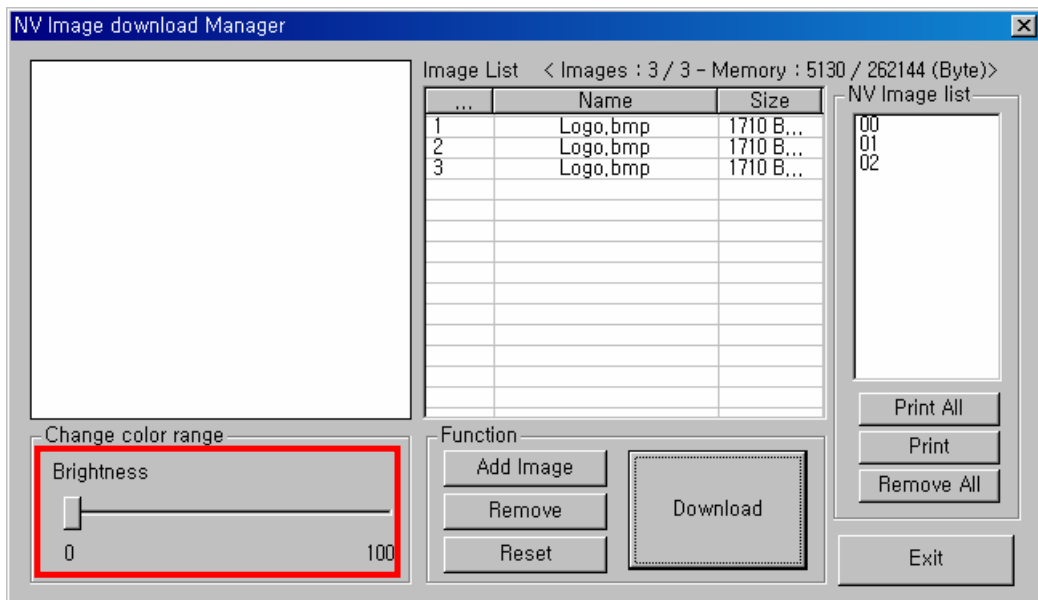 NV Image download Manager
Image List < Images : 3 / 3 - Memory : 5130 / 262144 (Byte)>
... Name Size
1 Logo.bmp 1710 B...
2 Logo.bmp 1710 B...
3 Logo.bmp 1710 B...
NV Image list
00
01
02
Print All
Print
Remove All
Change color range
Brightness
0 100
Function
Add Image
Remove
Reset
Download
Exit